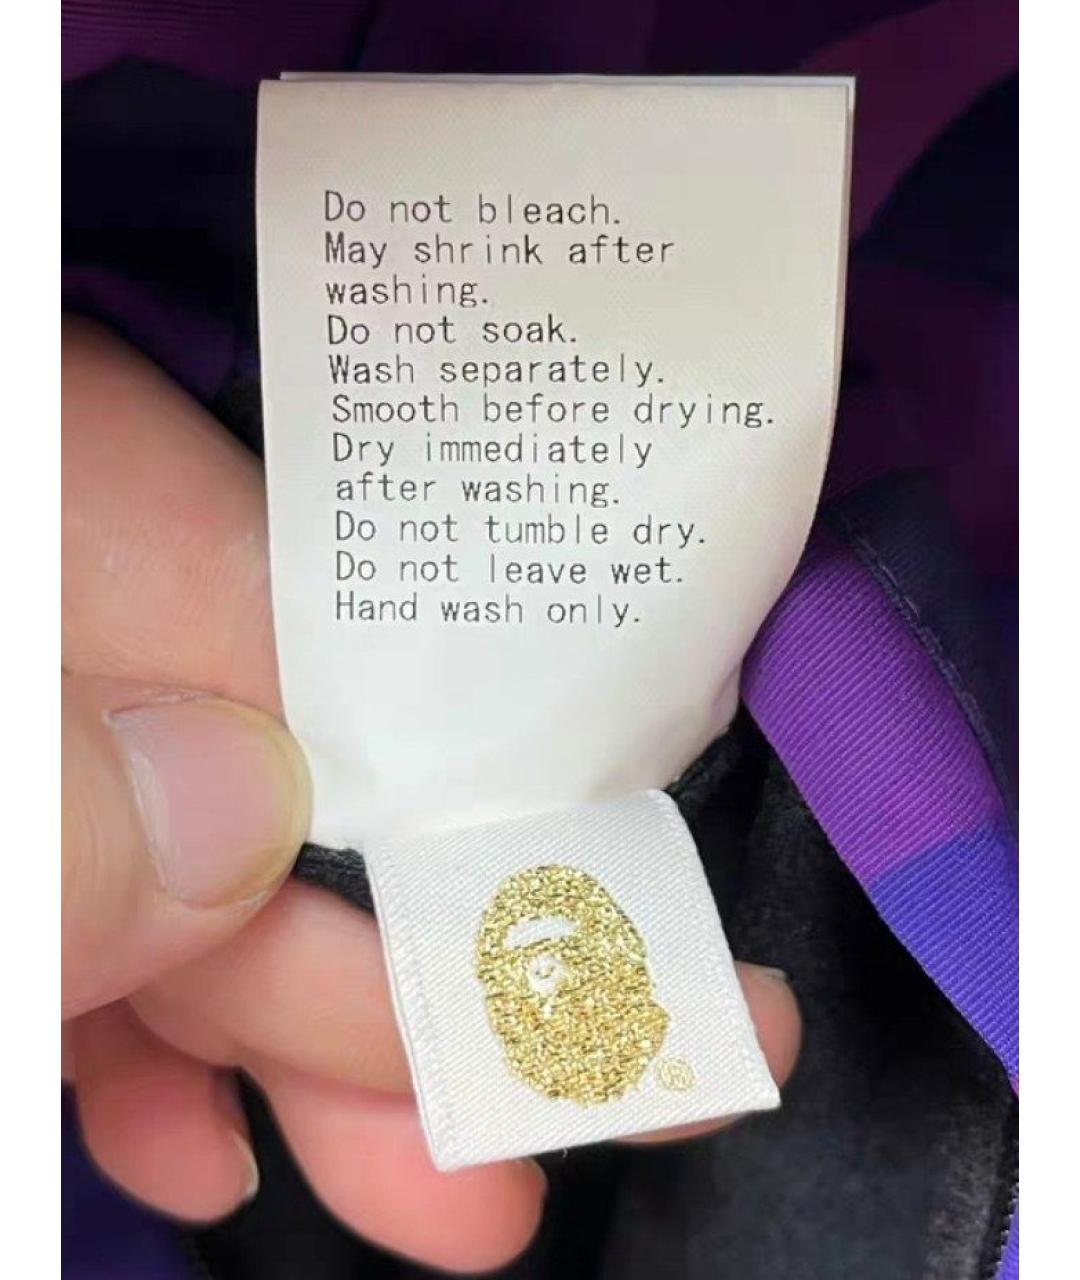 Do not bleach.
May shrink after
washing.
Do not soak.
Wash separately.
Smooth before drying.
Dry immediately
after washing.
Do not tumble dry.
Do not leave wet.
Hand wash only.
®